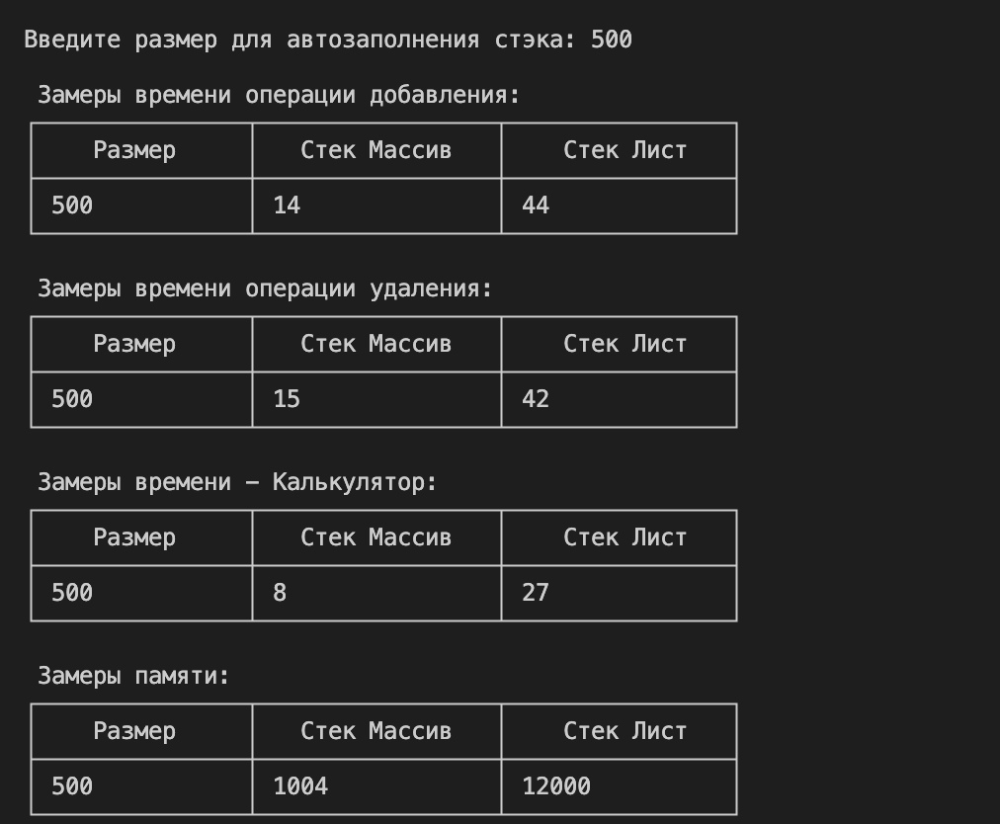 Введите размер для автозаполнения стэка: 500
Замеры времени операции добавления:
Размер Стек Массив Стек Лист
500 14 44
Замеры времени операции удаления:
Размер Стек Массив Стек Лист
500 15 42
Замеры времени – Калькулятор:
Размер Стек Массив Стек Лист
500 8 27
Замеры памяти:
Размер Стек Массив Стек Лист
500 1004 12000